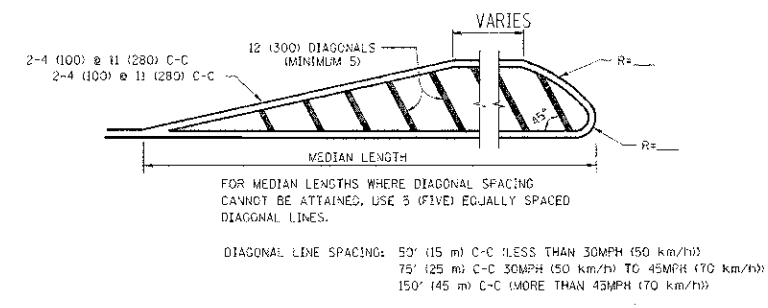 VARIES
2-4 (100) @ 11 (280) C-C
2-4 (100) @ 11 (280) C-C
12 (300) DIAGONALS
(MINIMUM 5)
R=___
45°
R=___
MEDIAN LENGTH
FOR MEDIAN LENGTHS WHERE DIAGONAL SPACING
CANNOT BE ATTAINED, USE 5 (FIVE) EQUALLY SPACED
DIAGONAL LINES.
DIAGONAL LINE SPACING: 50' (15 m) C-C (LESS THAN 30MPH (50 km/h))
75' (25 m) C-C 30MPH (50 km/h) TO 45MPH (70 km/h))
150' (45 m) C-C (MORE THAN 45MPH (70 km/h))